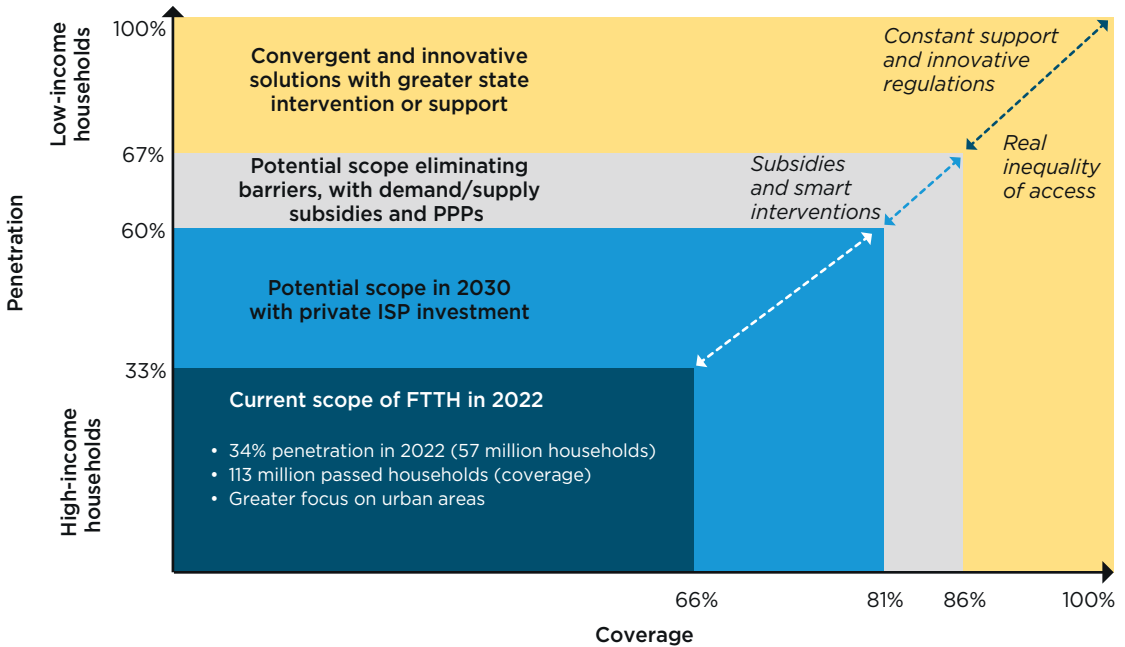 Low-income
households
Penetration
High-income
households
100%
67%
60%
33%
Convergent and innovative
solutions with greater state
intervention or support
Constant support
and innovative
regulations
Potential scope eliminating
barriers, with demand/supply
subsidies and PPPs
Subsidies
and smart
interventions
Real
inequality
of access
Potential scope in 2030
with private ISP investment
Current scope of FTTH in 2022
• 34% penetration in 2022 (57 million households)
• 113 million passed households (coverage)
• Greater focus on urban areas
66%
81%
86%
100%
Coverage